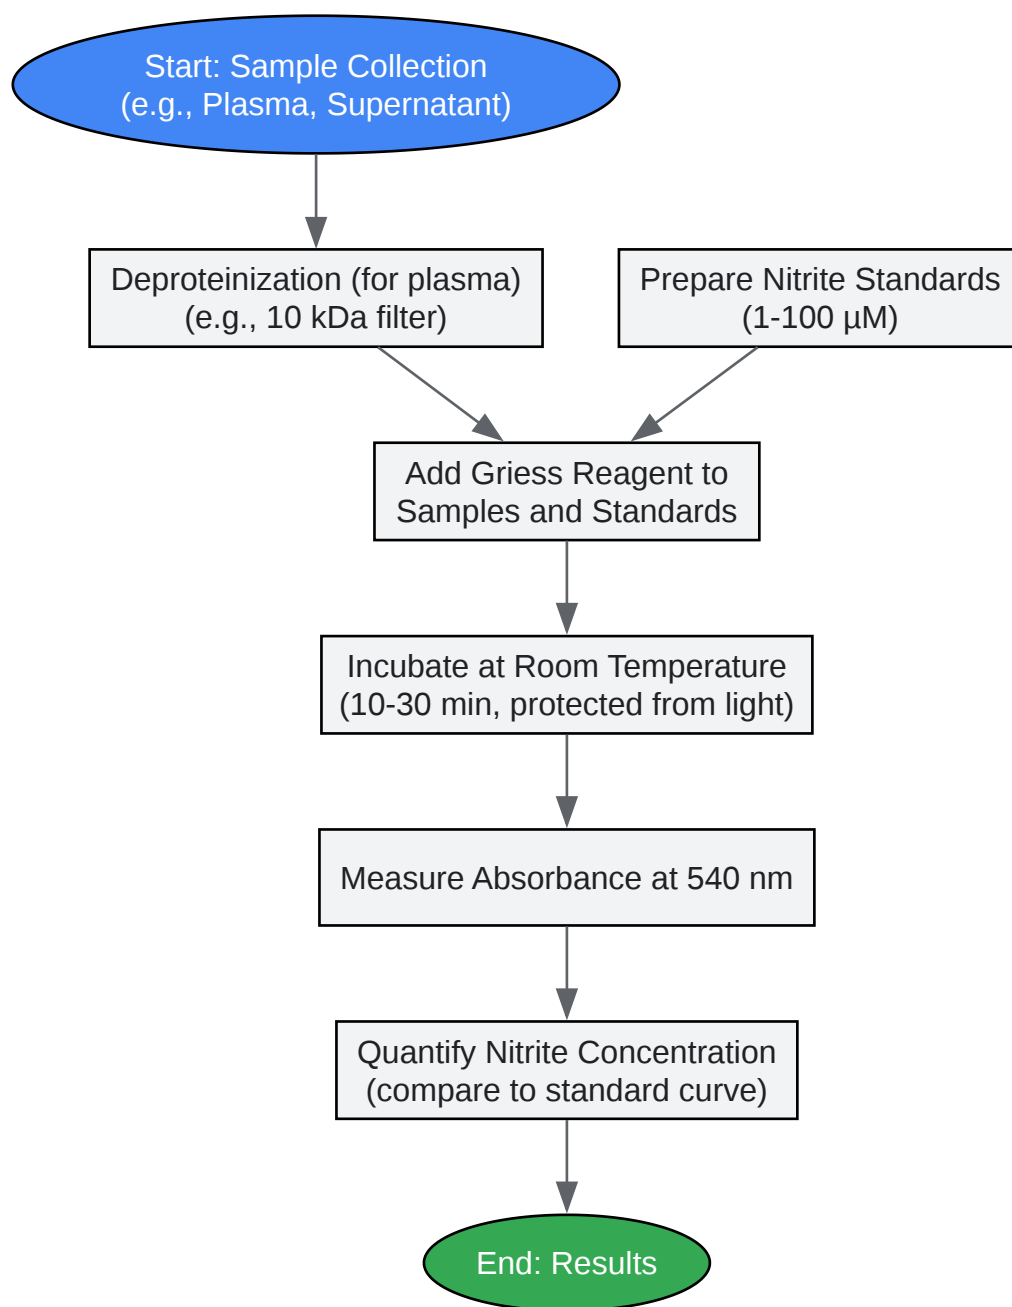 Start: Sample Collection
(e.g., Plasma, Supernatant)
Deproteinization (for plasma)
(e.g., 10 kDa filter)
Prepare Nitrite Standards
(1-100 µM)
Add Griess Reagent to
Samples and Standards
Incubate at Room Temperature
(10-30 min, protected from light)
Measure Absorbance at 540 nm
Quantify Nitrite Concentration
(compare to standard curve)
End: Results